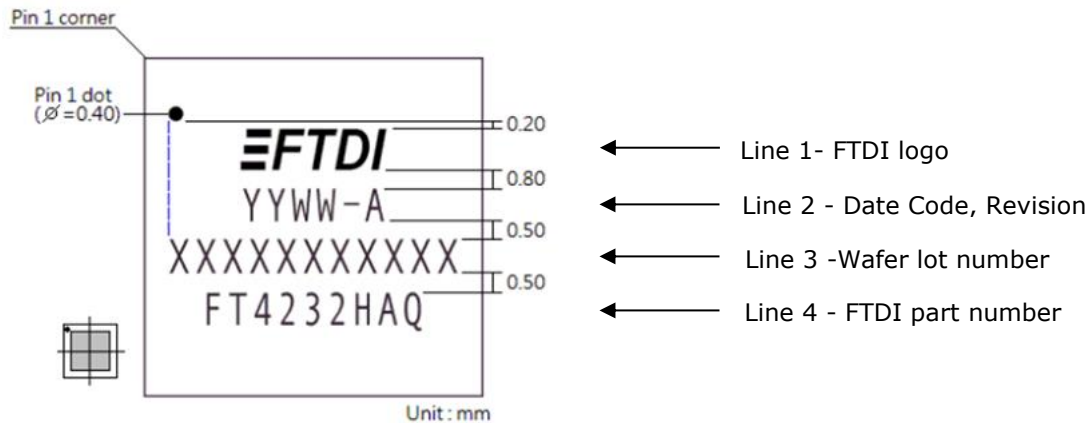 Pin 1 corner
Pin 1 dot
(Ø=0.40)
0.20
ΞFTDI
Line 1- FTDI logo
0.80
YYWW-A
Line 2 - Date Code, Revision
0.50
XXXXXXXXXXX
Line 3 -Wafer lot number
0.50
FT4232HAQ
Line 4 - FTDI part number
Unit : mm